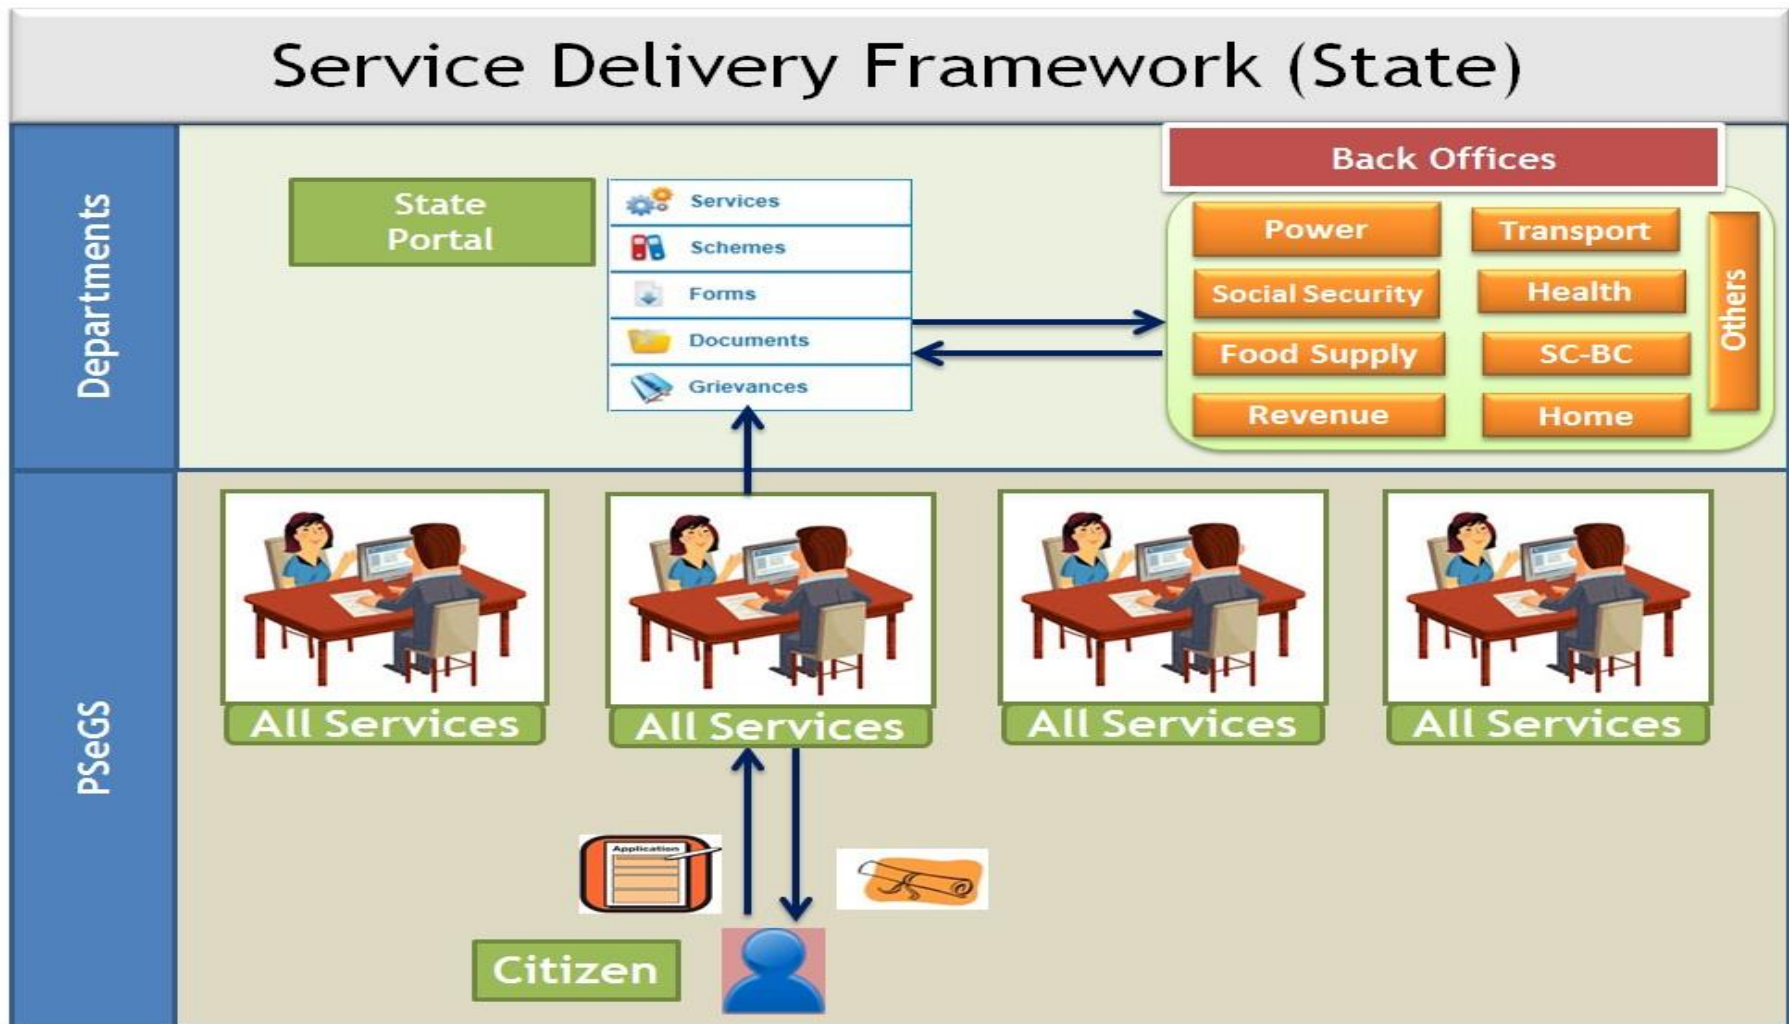 Service Delivery Framework (State)
Departments
State
Portal
Services
Schemes
Forms
Documents
Grievances
Back Offices
Power
Transport
Social Security
Health
Food Supply
SC-BC
Revenue
Home
Others
PSeGS
All Services
All Services
All Services
All Services
Application
Citizen